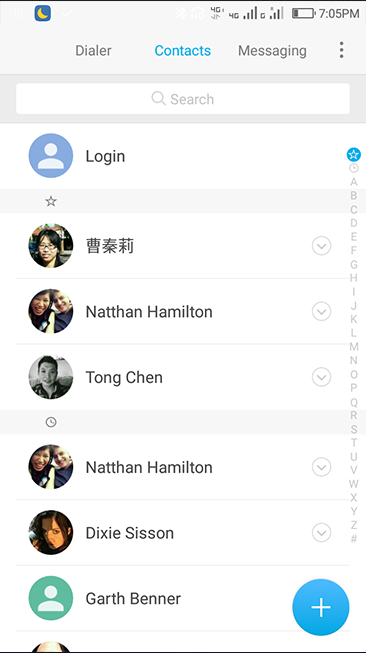 4G 4G G 7:05PM
Dialer Contacts Messaging
Search
Login
曹秦莉
Natthan Hamilton
Tong Chen
Natthan Hamilton
Dixie Sisson
Garth Benner
A
B
C
D
E
F
G
H
I
J
K
L
M
N
O
P
Q
R
S
T
U
V
W
X
Y
Z
#